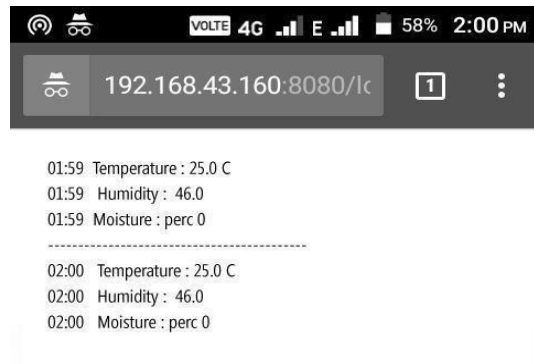 VOLTE 4G E 58% 2:00 PM
192.168.43.160:8080/lc 1
01:59 Temperature : 25.0 C
01:59 Humidity : 46.0
01:59 Moisture : perc 0
------------------------------------------
02:00 Temperature : 25.0 C
02:00 Humidity : 46.0
02:00 Moisture : perc 0